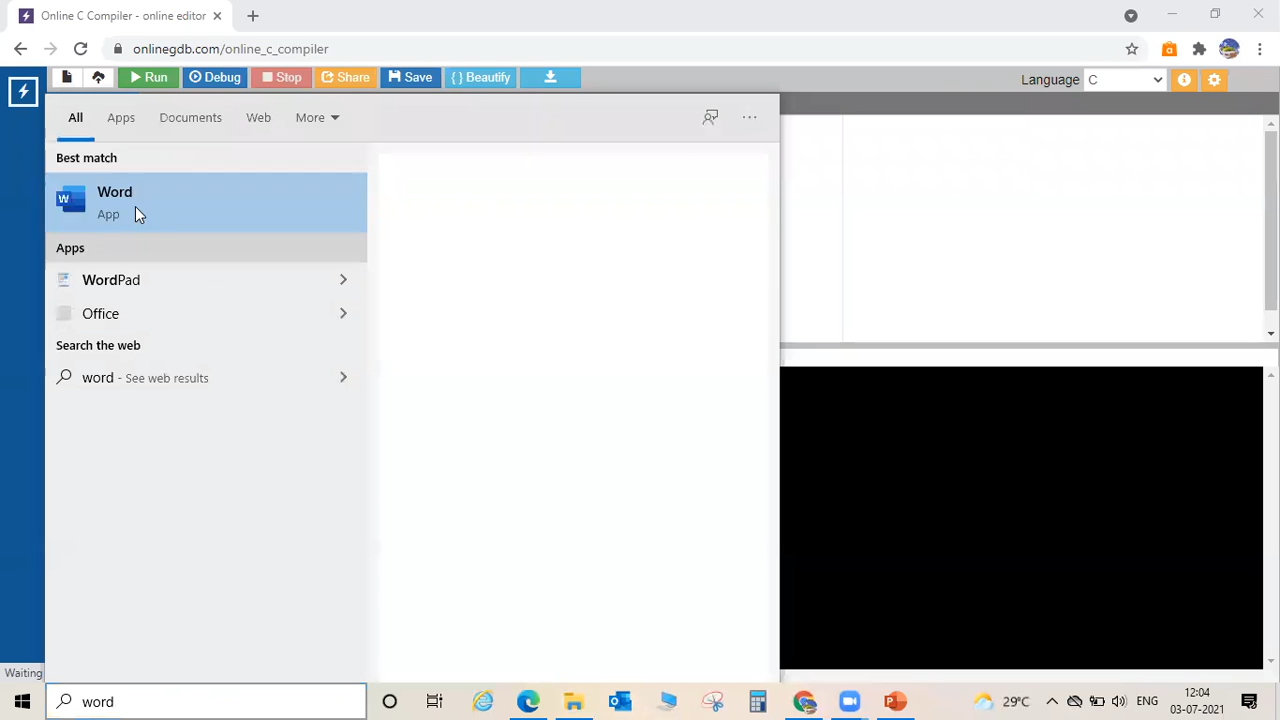 Online C Compiler - online editor
onlinegdb.com/online_c_compiler
Run Debug Stop Share Save { } Beautify Language C
All Apps Documents Web More
Best match
Word
App
Apps
WordPad
Office
Search the web
word - See web results
Waiting
word
29°C ENG 12:04
03-07-2021